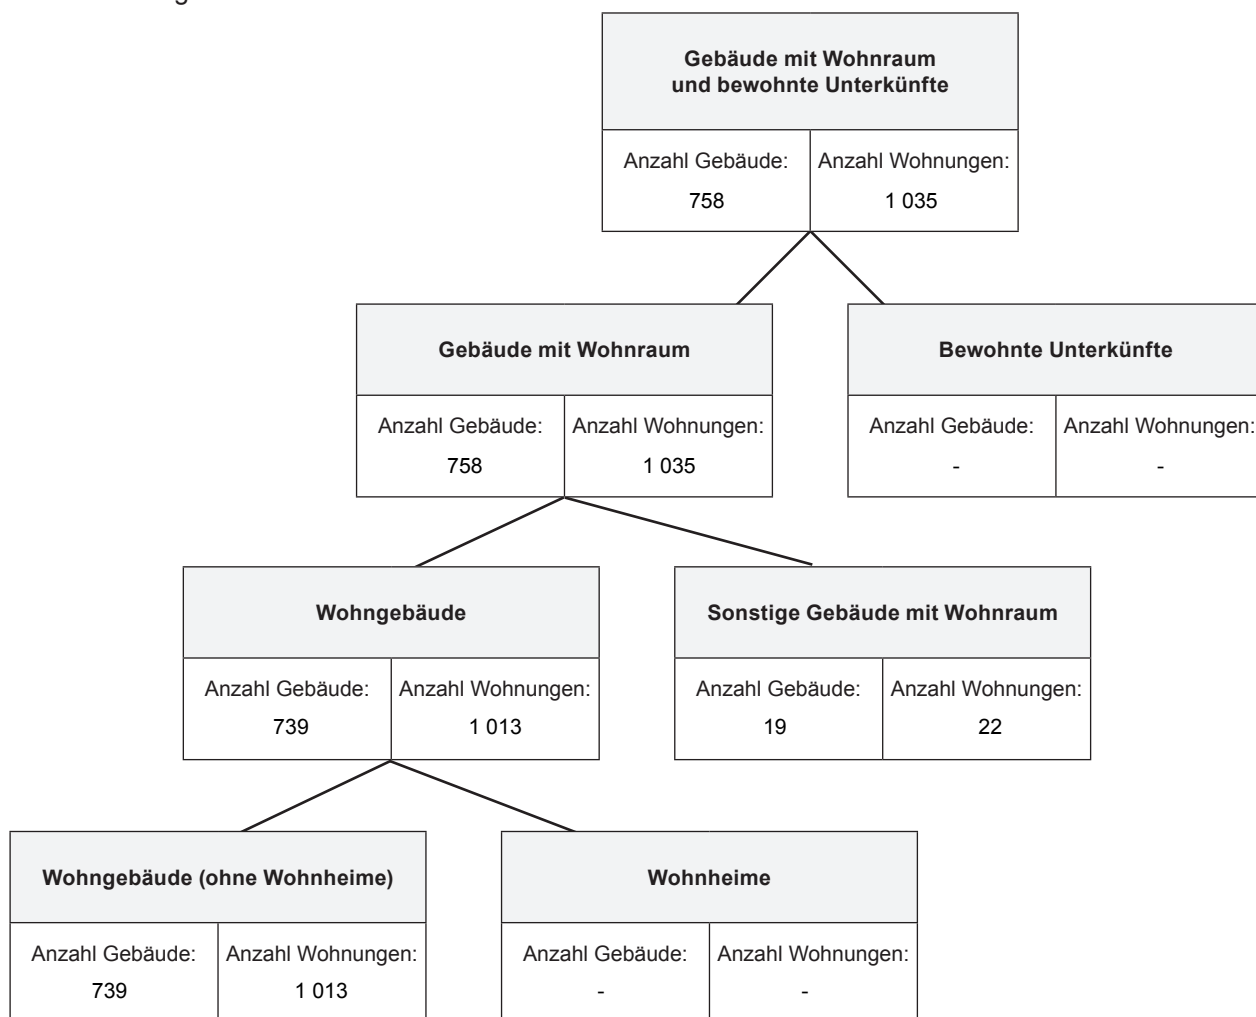 Gebäude mit Wohnraum
und bewohnte Unterkünfte
Anzahl Gebäude: Anzahl Wohnungen:
758 1 035
Gebäude mit Wohnraum Bewohnte Unterkünfte
Anzahl Gebäude: Anzahl Wohnungen: Anzahl Gebäude: Anzahl Wohnungen:
758 1 035 - -
Wohngebäude Sonstige Gebäude mit Wohnraum
Anzahl Gebäude: Anzahl Wohnungen: Anzahl Gebäude: Anzahl Wohnungen:
739 1 013 19 22
Wohngebäude (ohne Wohnheime) Wohnheime
Anzahl Gebäude: Anzahl Wohnungen: Anzahl Gebäude: Anzahl Wohnungen:
739 1 013 - -